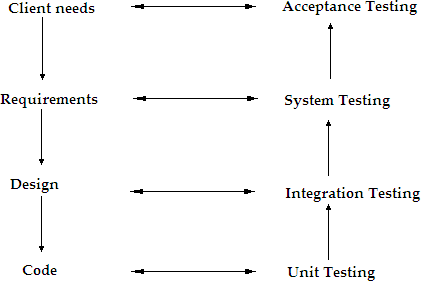 Client needs
Acceptance Testing
Requirements
System Testing
Design
Integration Testing
Code
Unit Testing